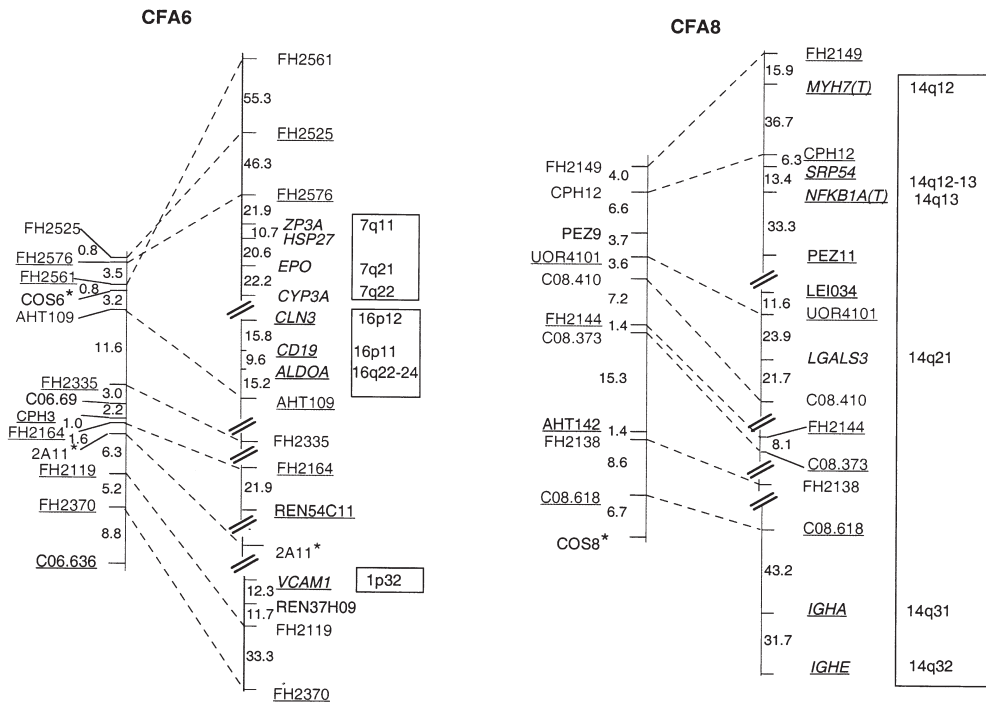 CFA6
FH2561
55.3
FH2525
46.3
FH2576
21.9
ZP3A 7q11
10.7
HSP27
20.6
EPO 7q21
22.2
CYP3A 7q22
CLN3 16p12
15.8
CD19 16p11
9.6
ALDOA 16q22-24
15.2
AHT109
FH2335
FH2164
21.9
REN54C11
2A11*
VCAM1 1p32
12.3
REN37H09
11.7
FH2119
33.3
FH2370
FH2525
0.8
FH2576
3.5
FH2561
0.8
COS6*
3.2
AHT109
11.6
FH2335
3.0
C06.69
2.2
CPH3
1.0
FH2164
1.6
2A11*
6.3
FH2119
5.2
FH2370
8.8
C06.636
CFA8
FH2149
4.0
CPH12
6.6
PEZ9
3.7
UOR4101
3.6
C08.410
7.2
FH2144
1.4
C08.373
15.3
AHT142
1.4
FH2138
8.6
C08.618
6.7
COS8*
FH2149
15.9
MYH7(T) 14q12
36.7
CPH12
6.3
SRP54 14q12-13
13.4
NFKB1A(T) 14q13
33.3
PEZ11
LEI034
11.6
UOR4101
23.9
LGALS3 14q21
21.7
C08.410
FH2144
8.1
C08.373
FH2138
C08.618
43.2
IGHA 14q31
31.7
IGHE 14q32